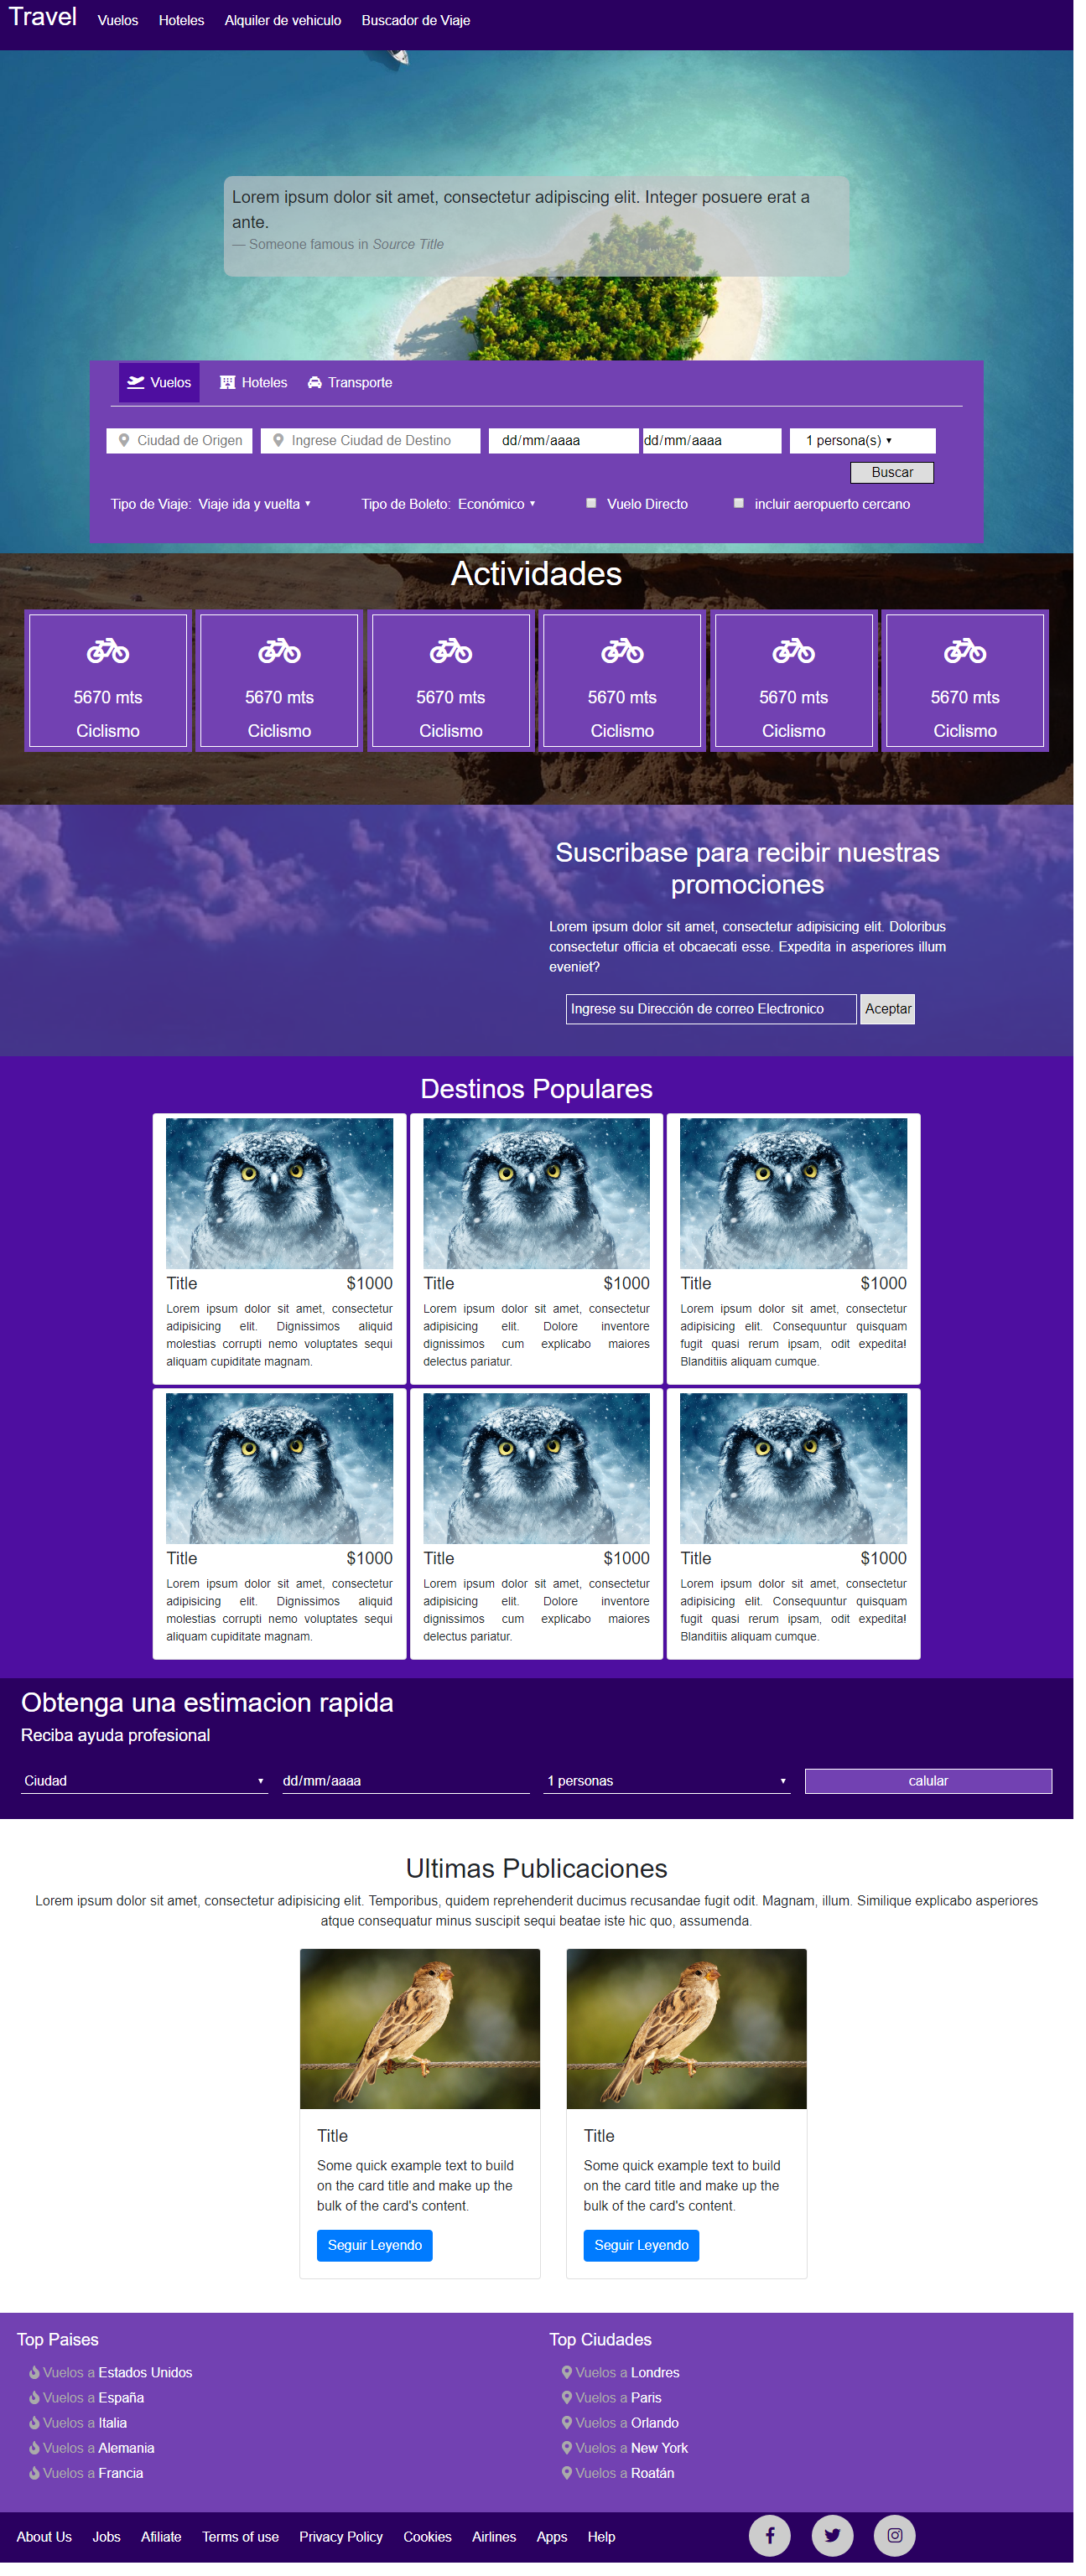 Travel Vuelos Hoteles Alquiler de vehiculo Buscador de Viaje
Lorem ipsum dolor sit amet, consectetur adipiscing elit. Integer posuere erat a
ante.
— Someone famous in Source Title
Vuelos Hoteles Transporte
Ciudad de Origen Ingrese Ciudad de Destino dd/mm/aaaa dd/mm/aaaa 1 persona(s)
Buscar
Tipo de Viaje: Viaje ida y vuelta Tipo de Boleto: Económico Vuelo Directo incluir aeropuerto cercano
Actividades
5670 mts 5670 mts 5670 mts 5670 mts 5670 mts 5670 mts
Ciclismo Ciclismo Ciclismo Ciclismo Ciclismo Ciclismo
Suscribase para recibir nuestras
promociones
Lorem ipsum dolor sit amet, consectetur adipisicing elit. Doloribus
consectetur officia et obcaecati esse. Expedita in asperiores illum
eveniet?
Ingrese su Dirección de correo Electronico Aceptar
Destinos Populares
Title $1000
Lorem ipsum dolor sit amet, consectetur
adipisicing elit. Dignissimos aliquid
molestias corrupti nemo voluptates sequi
aliquam cupiditate magnam.
Title $1000
Lorem ipsum dolor sit amet, consectetur
adipisicing elit. Dolore inventore
dignissimos cum explicabo maiores
delectus pariatur.
Title $1000
Lorem ipsum dolor sit amet, consectetur
adipisicing elit. Consequuntur quisquam
fugit quasi rerum ipsam, odit expedita!
Blanditiis aliquam cumque.
Title $1000
Lorem ipsum dolor sit amet, consectetur
adipisicing elit. Dignissimos aliquid
molestias corrupti nemo voluptates sequi
aliquam cupiditate magnam.
Title $1000
Lorem ipsum dolor sit amet, consectetur
adipisicing elit. Dolore inventore
dignissimos cum explicabo maiores
delectus pariatur.
Title $1000
Lorem ipsum dolor sit amet, consectetur
adipisicing elit. Consequuntur quisquam
fugit quasi rerum ipsam, odit expedita!
Blanditiis aliquam cumque.
Obtenga una estimacion rapida
Reciba ayuda profesional
Ciudad dd/mm/aaaa 1 personas calular
Ultimas Publicaciones
Lorem ipsum dolor sit amet, consectetur adipisicing elit. Temporibus, quidem reprehenderit ducimus recusandae fugit odit. Magnam, illum. Similique explicabo asperiores
atque consequatur minus suscipit sequi beatae iste hic quo, assumenda.
Title
Some quick example text to build
on the card title and make up the
bulk of the card's content.
Seguir Leyendo
Title
Some quick example text to build
on the card title and make up the
bulk of the card's content.
Seguir Leyendo
Top Paises
Vuelos a Estados Unidos
Vuelos a España
Vuelos a Italia
Vuelos a Alemania
Vuelos a Francia
Top Ciudades
Vuelos a Londres
Vuelos a Paris
Vuelos a Orlando
Vuelos a New York
Vuelos a Roatán
About Us Jobs Afiliate Terms of use Privacy Policy Cookies Airlines Apps Help